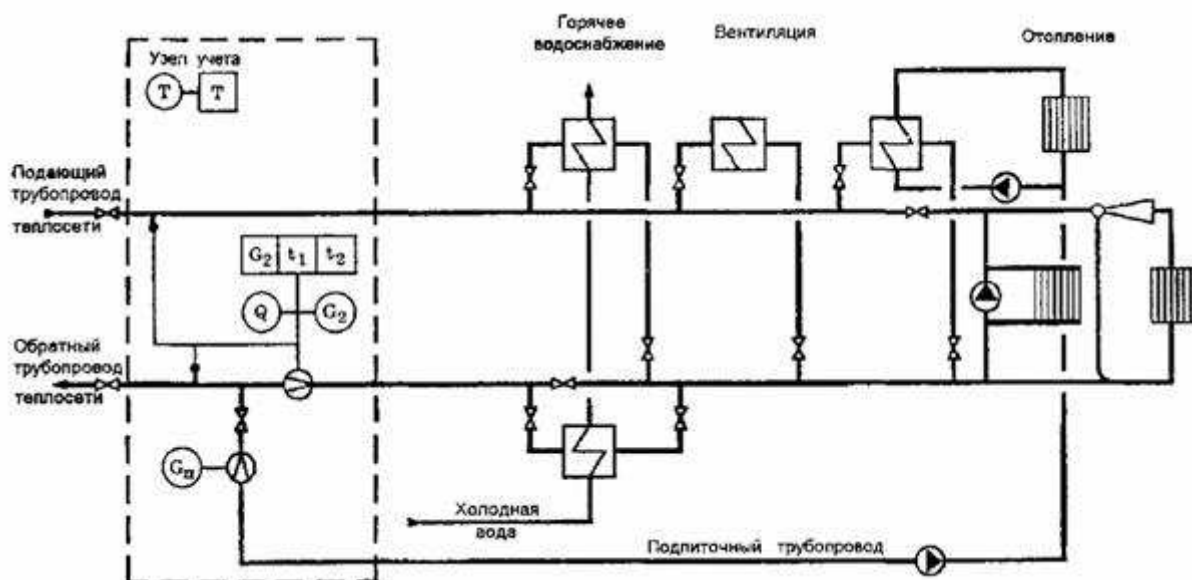 Горячее
водоснабжение
Вентиляция
Отопление
Узел учета
T T
Подающий
трубопровод
теплосети
G₂ t₁ t₂
Q G₂
Обратный
трубопровод
теплосети
Gп
Холодная
вода
Подпиточный трубопровод